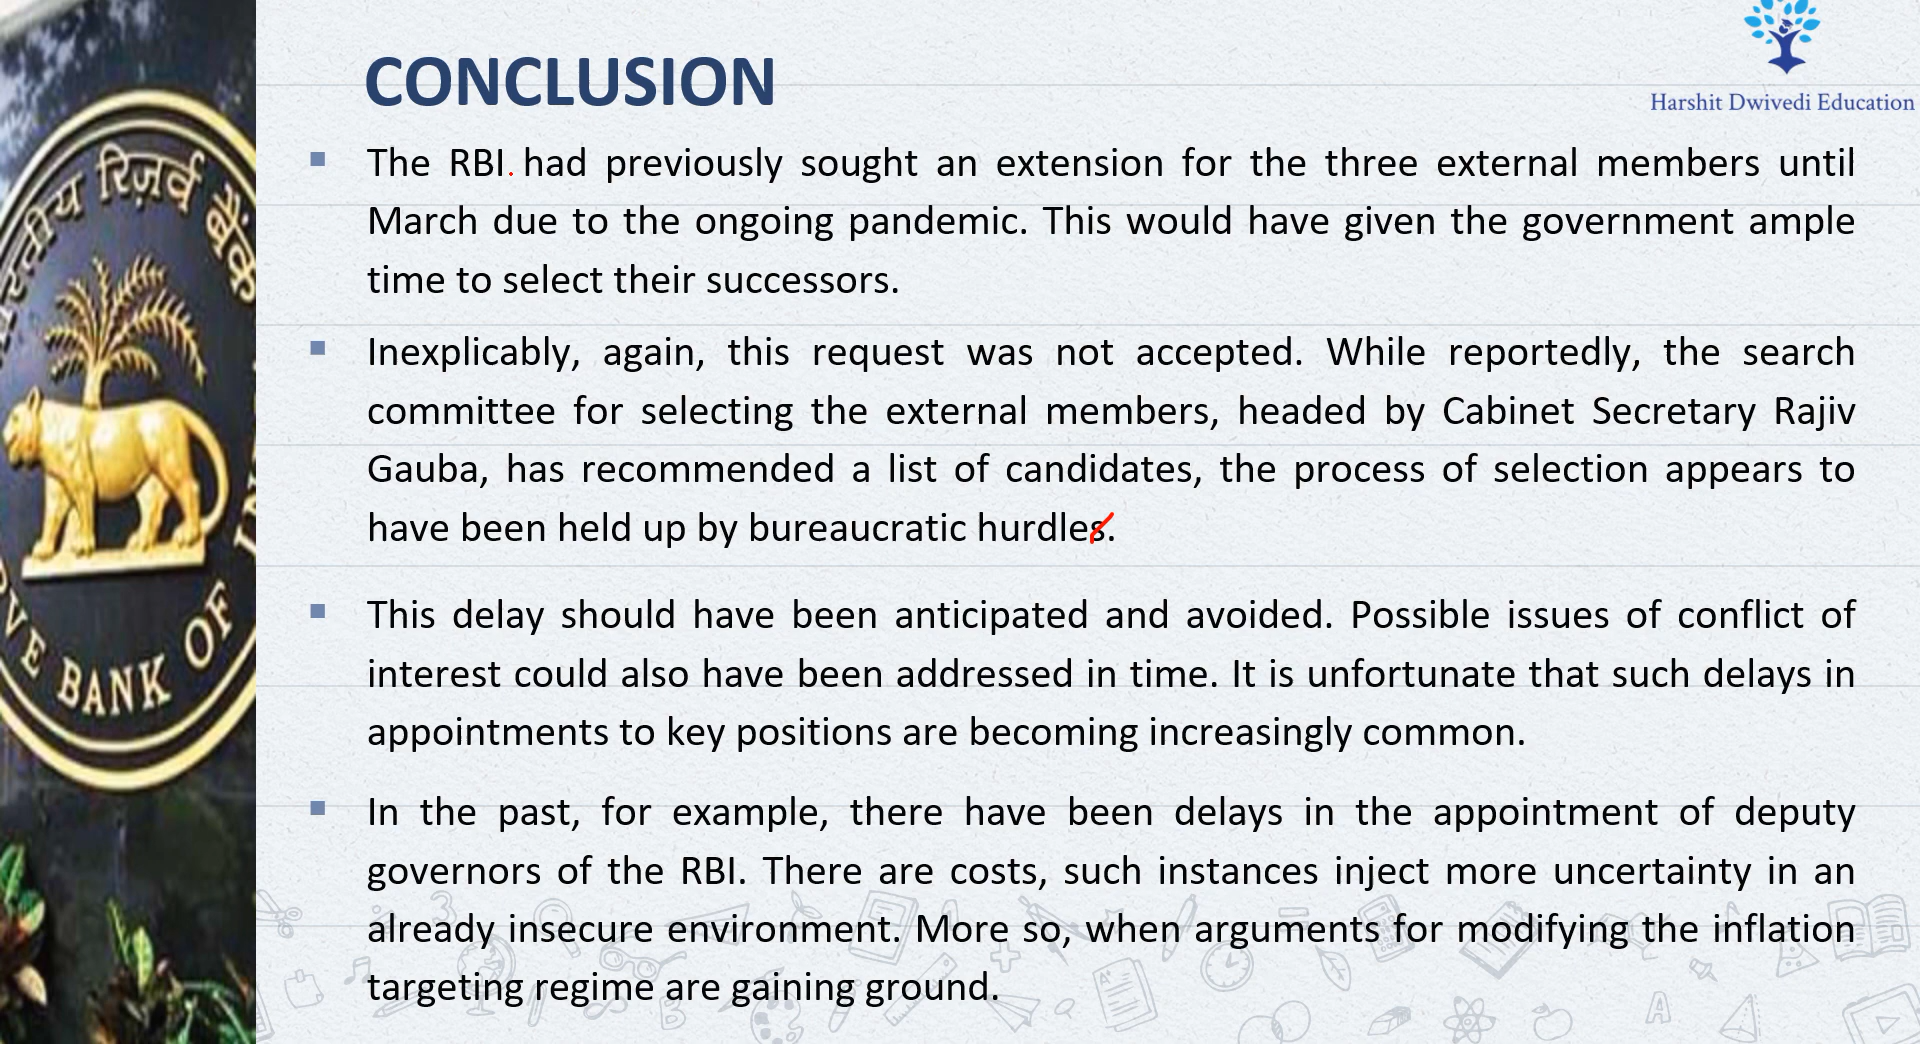 CONCLUSION
Harshit Dwivedi Education
The RBI had previously sought an extension for the three external members until
March due to the ongoing pandemic. This would have given the government ample
time to select their successors.
Inexplicably, again, this request was not accepted. While reportedly, the search
committee for selecting the external members, headed by Cabinet Secretary Rajiv
Gauba, has recommended a list of candidates, the process of selection appears to
have been held up by bureaucratic hurdles.
This delay should have been anticipated and avoided. Possible issues of conflict of
interest could also have been addressed in time. It is unfortunate that such delays in
appointments to key positions are becoming increasingly common.
In the past, for example, there have been delays in the appointment of deputy
governors of the RBI. There are costs, such instances inject more uncertainty in an
already insecure environment. More so, when arguments for modifying the inflation
targeting regime are gaining ground.
रिज़र्व बैंक
BANK OF